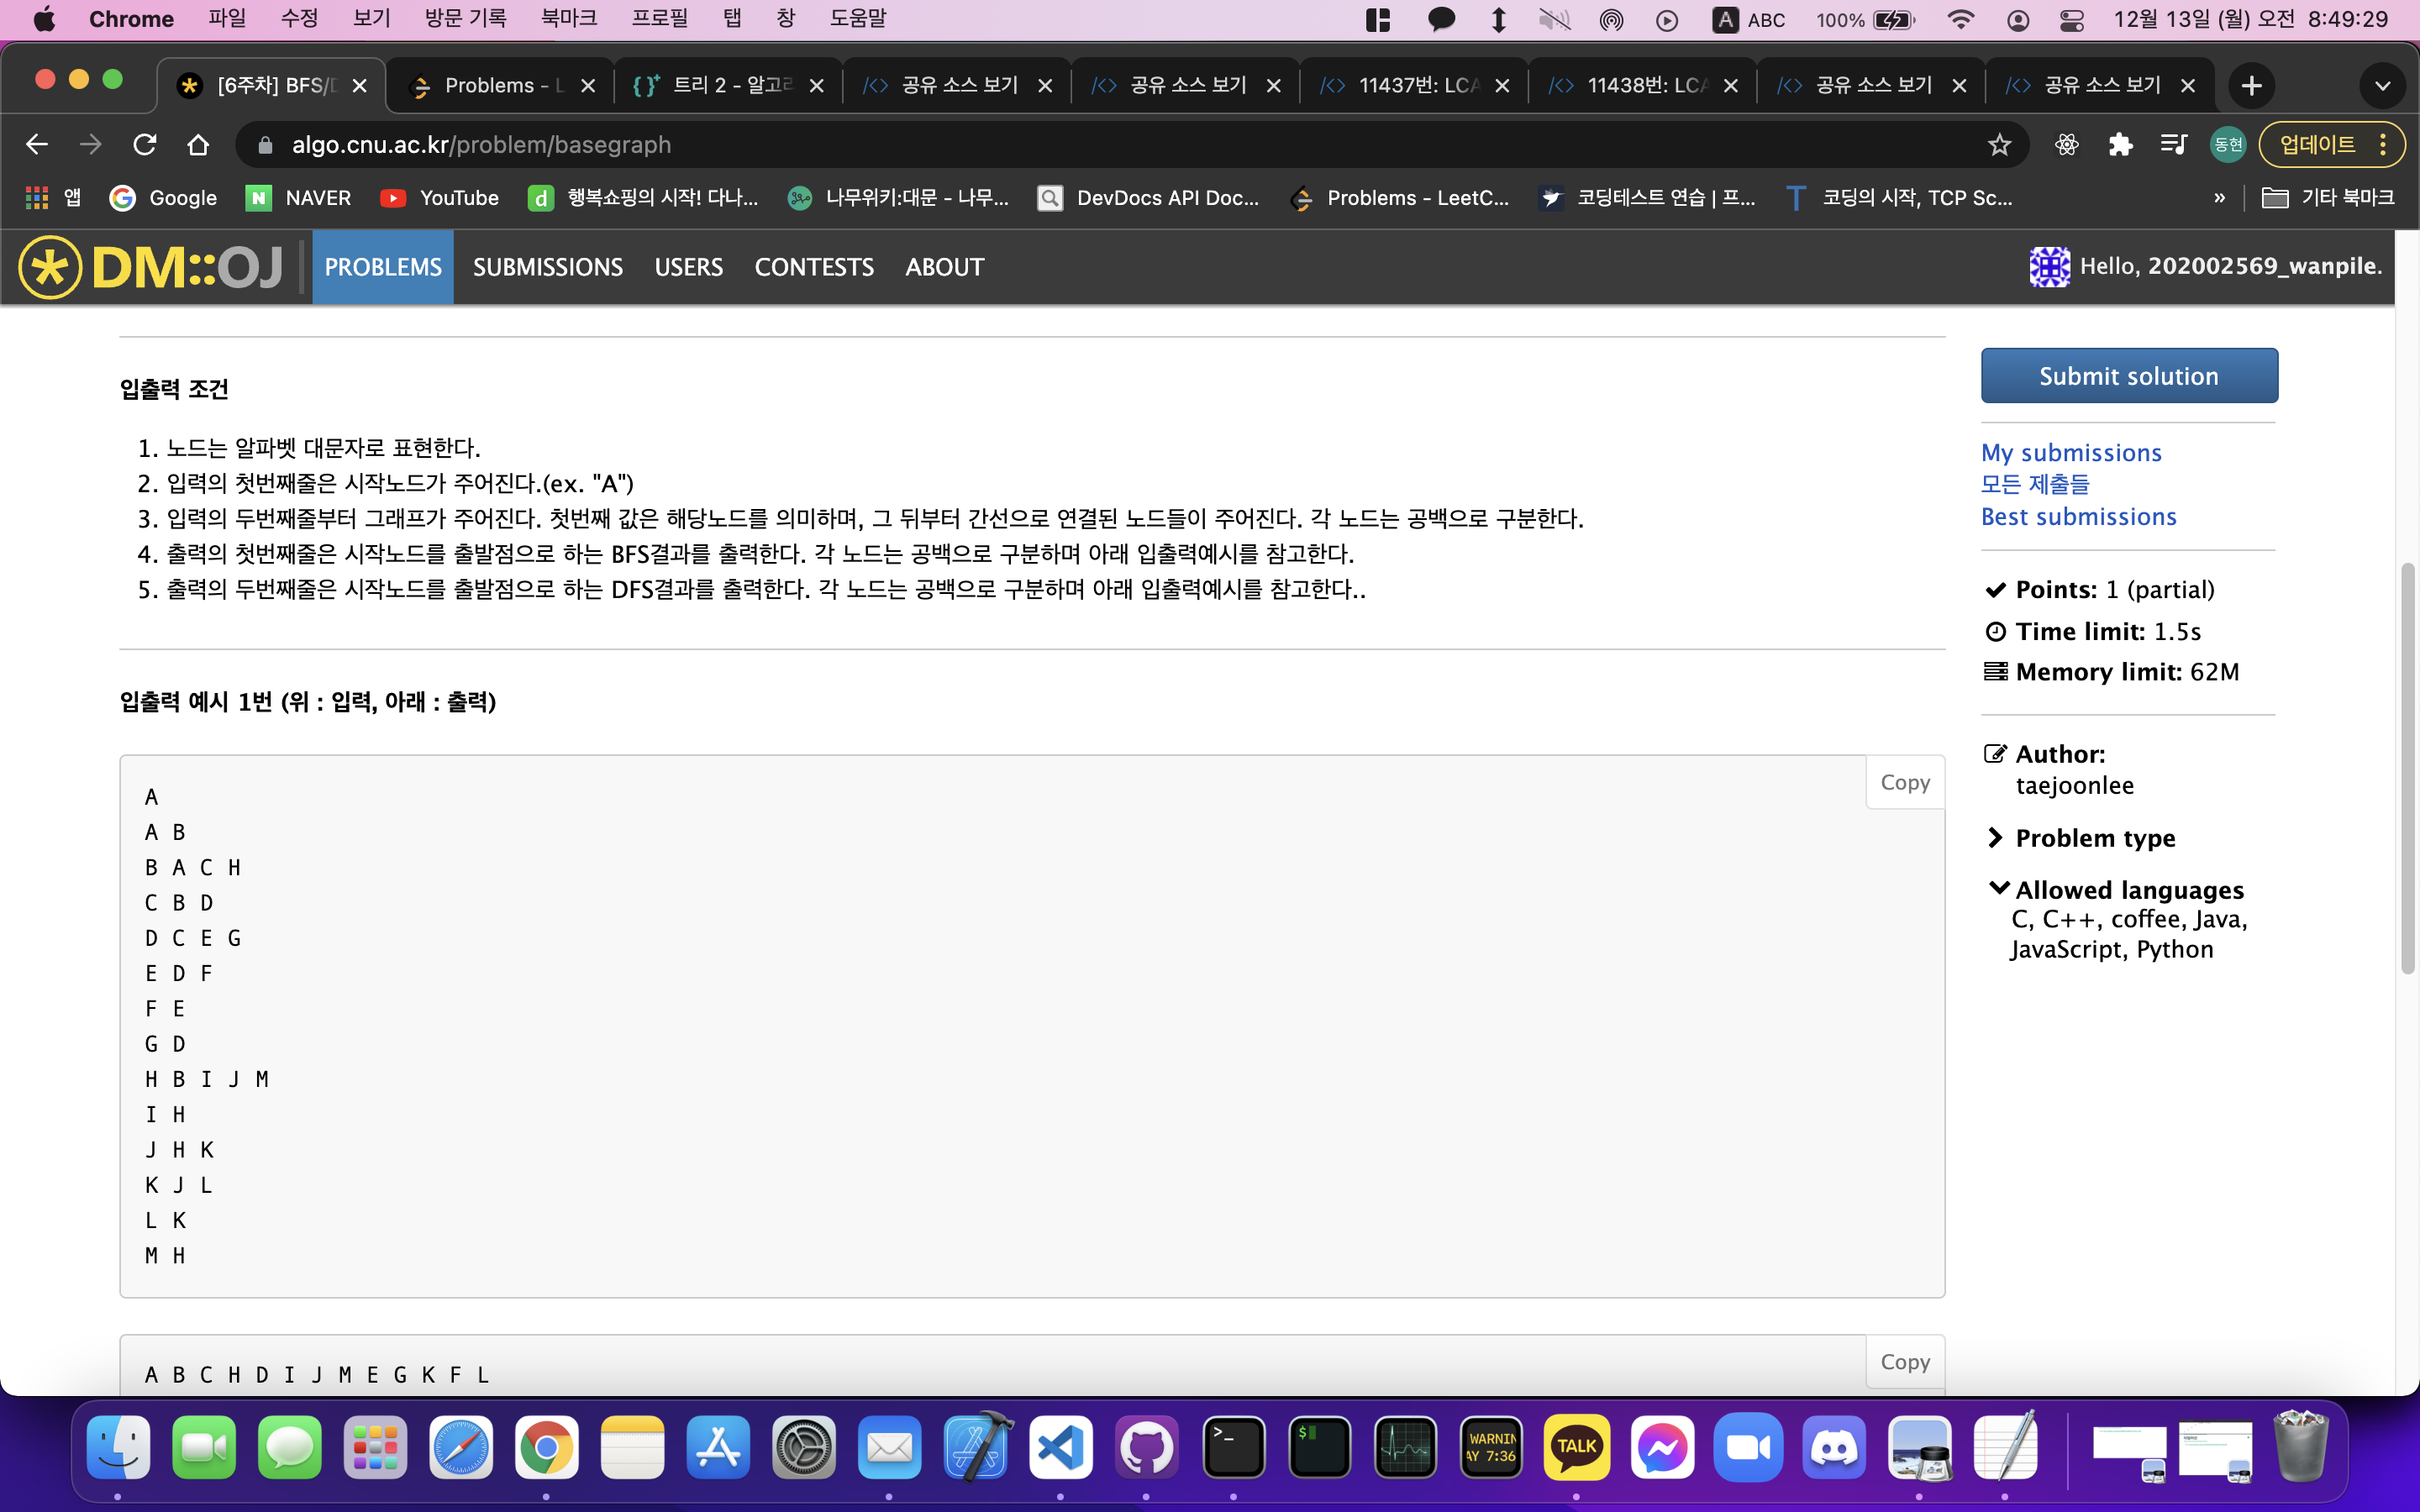 Chrome 파일 수정 보기 방문 기록 북마크 프로필 탭 창 도움말 A ABC 100% 12월 13일 (월) 오전 8:49:29
[6주차] BFS/D Problems - L 트리 2 - 알고리 공유 소스 보기 공유 소스 보기 11437번: LCA 11438번: LCA 공유 소스 보기 공유 소스 보기
algo.cnu.ac.kr/problem/basegraph 동현 업데이트
앱 Google NAVER YouTube 행복쇼핑의 시작! 다나... 나무위키:대문 - 나무... DevDocs API Doc... Problems - LeetC... 코딩테스트 연습 | 프... 코딩의 시작, TCP Sc... » 기타 북마크
DM::OJ PROBLEMS SUBMISSIONS USERS CONTESTS ABOUT Hello, 202002569_wanpile.
입출력 조건
1. 노드는 알파벳 대문자로 표현한다.
2. 입력의 첫번째줄은 시작노드가 주어진다.(ex. "A")
3. 입력의 두번째줄부터 그래프가 주어진다. 첫번째 값은 해당노드를 의미하며, 그 뒤부터 간선으로 연결된 노드들이 주어진다. 각 노드는 공백으로 구분한다.
4. 출력의 첫번째줄은 시작노드를 출발점으로 하는 BFS결과를 출력한다. 각 노드는 공백으로 구분하며 아래 입출력예시를 참고한다.
5. 출력의 두번째줄은 시작노드를 출발점으로 하는 DFS결과를 출력한다. 각 노드는 공백으로 구분하며 아래 입출력예시를 참고한다..
입출력 예시 1번 (위 : 입력, 아래 : 출력)
Copy
A
A B
B A C H
C B D
D C E G
E D F
F E
G D
H B I J M
I H
J H K
K J L
L K
M H
Copy
A B C H D I J M E G K F L
Submit solution
My submissions
모든 제출들
Best submissions
Points: 1 (partial)
Time limit: 1.5s
Memory limit: 62M
Author:
taejoonlee
Problem type
Allowed languages
C, C++, coffee, Java,
JavaScript, Python
WARNIN
AY 7:36
TALK